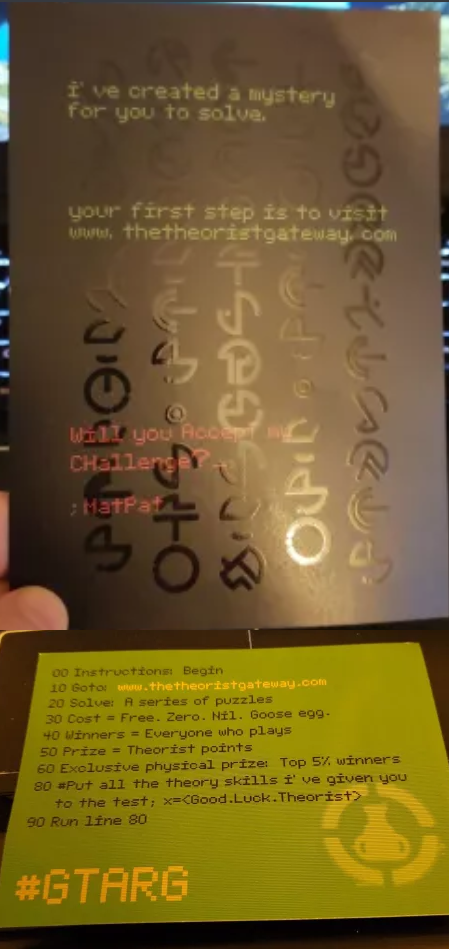 i've created a mystery
for you to solve.
your first step is to visit
www.thetheoristgateway.com
Will you Accept my
CHallenge?_
;MatPat
00 Instructions: Begin
10 Goto: www.thetheoristgateway.com
20 Solve: A series of puzzles
30 Cost = Free. Zero. Nil. Goose egg.
40 Winners = Everyone who plays
50 Prize = Theorist points
60 Exclusive physical prize: Top 5% winners
80 #Put all the theory skills i've given you
to the test; x=<Good.Luck.Theorist>
90 Run line 80
#GTARG